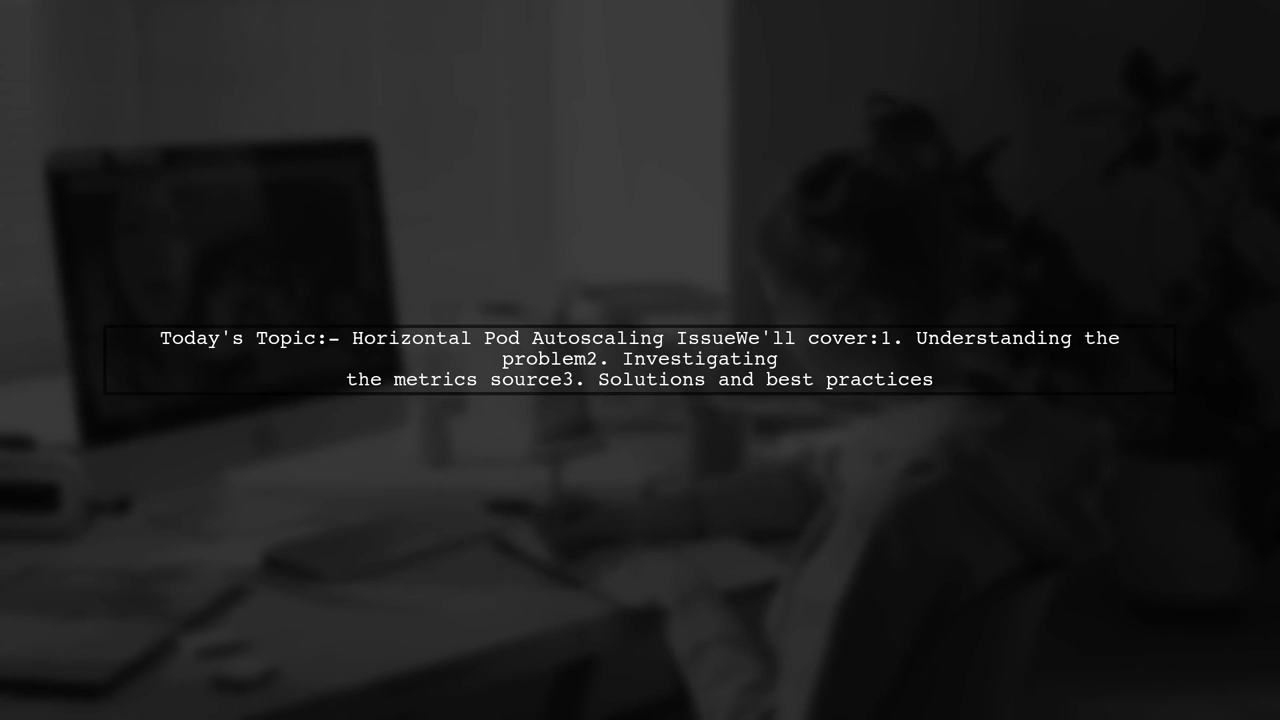 Today's Topic:- Horizontal Pod Autoscaling IssueWe'll cover:1. Understanding the
problem2. Investigating
the metrics source3. Solutions and best practices